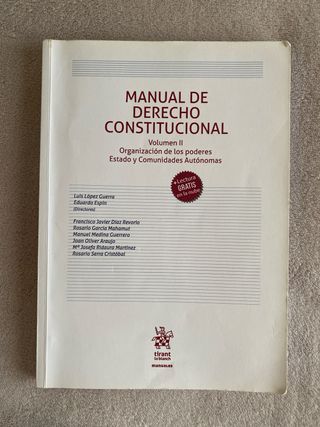 MANUAL DE
DERECHO
CONSTITUCIONAL
Volumen II
Organización de los poderes
Estado y Comunidades Autónomas
+Lectura
GRATIS
en la nube
Luis López Guerra
Eduardo Espín
(Directores)
Francisco Javier Díaz Revorio
Rosario García Mahamut
Manuel Medina Guerrero
Joan Oliver Araujo
Mª Josefa Ridaura Martínez
Rosario Serra Cristóbal
tirant
lo blanch
manuales